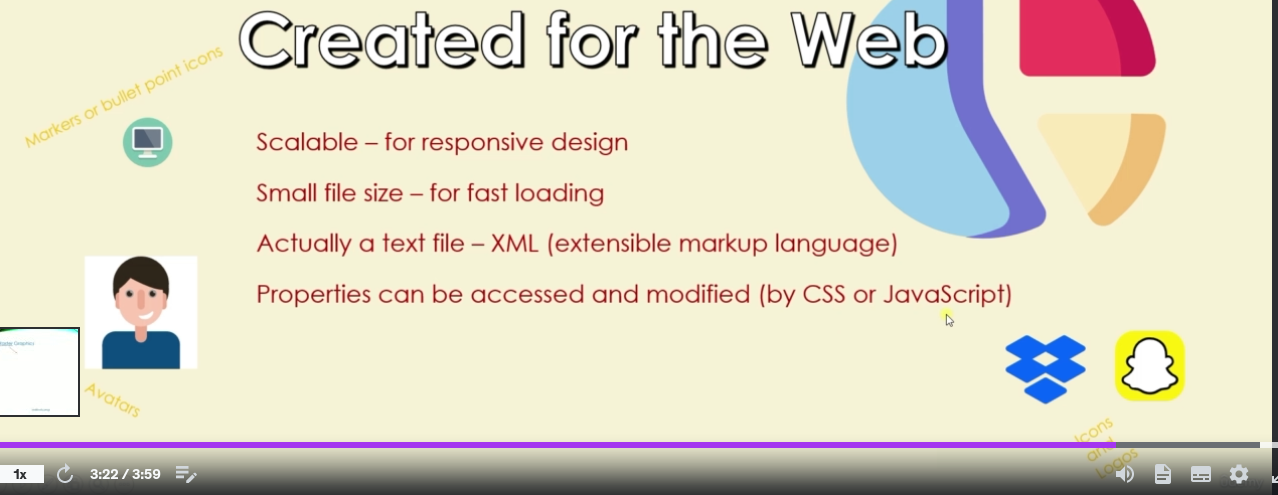 Created for the Web
Markers or bullet point icons
Scalable – for responsive design
Small file size – for fast loading
Actually a text file – XML (extensible markup language)
Properties can be accessed and modified (by CSS or JavaScript)
Graphics
Avatars
Icons
and
Logos
1x
3:22 / 3:59